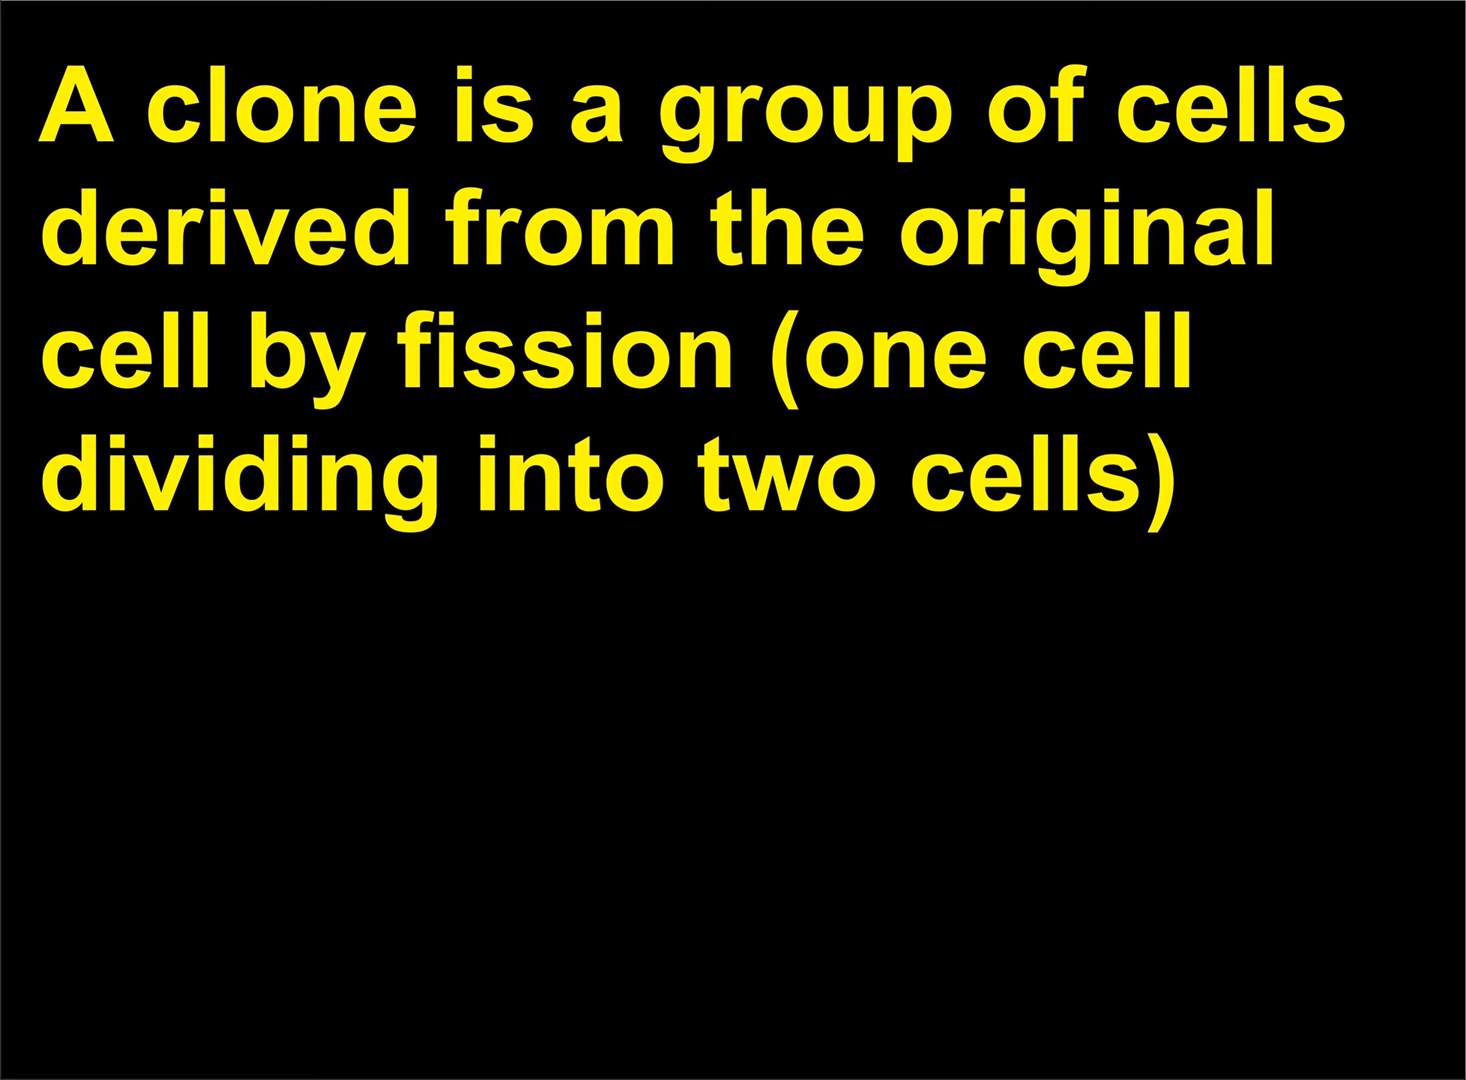 A clone is a group of cells
derived from the original
cell by fission (one cell
dividing into two cells)